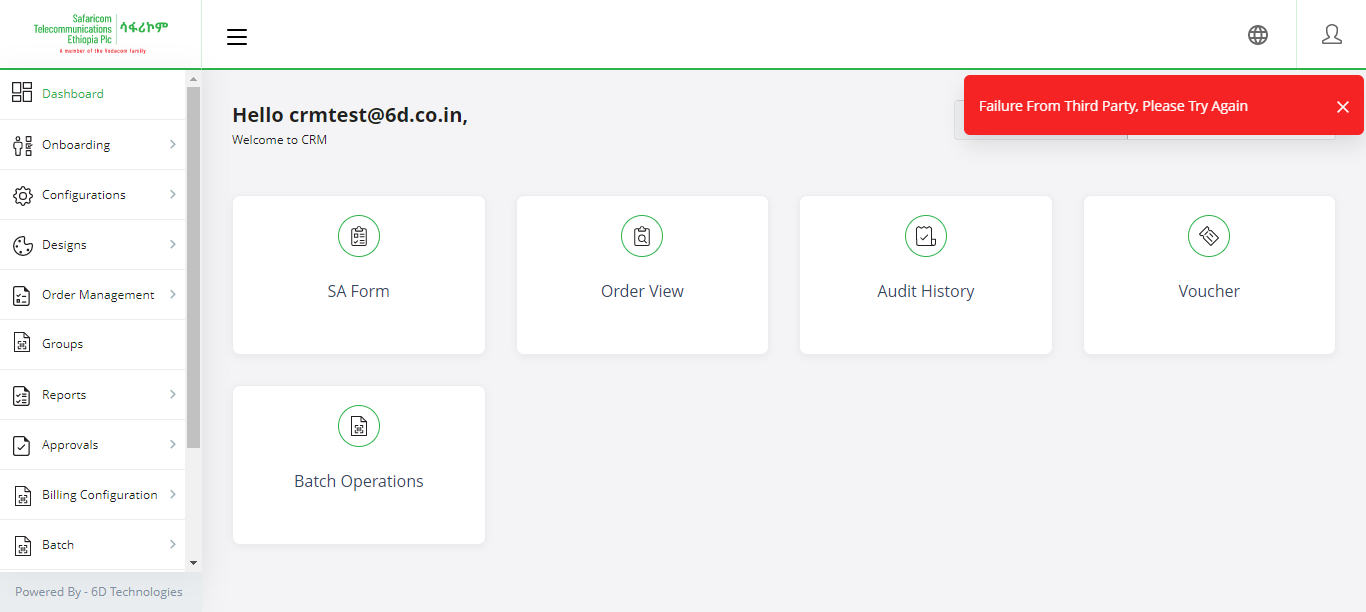 Safaricom
Telecommunications
Ethiopia Plc
ሳፋሪኮም
A member of the Vodacom family
Failure From Third Party, Please Try Again
Hello crmtest@6d.co.in,
Welcome to CRM
Dashboard
Onboarding
Configurations
Designs
Order Management
Groups
Reports
Approvals
Billing Configuration
Batch
Powered By - 6D Technologies
SA Form
Order View
Audit History
Voucher
Batch Operations